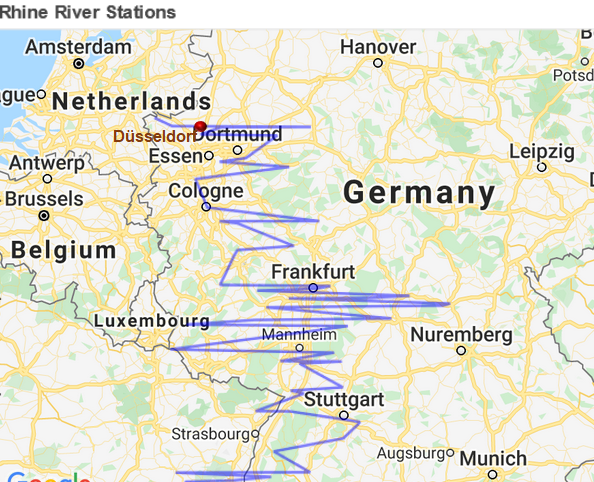 Rhine River Stations
Amsterdam
Hanover
Potsd
gue
Netherlands
Düsseldorf
Dortmund
Essen
Leipzig
Antwerp
Cologne
Germany
Brussels
Belgium
Frankfurt
Luxembourg
Mannheim
Nuremberg
Stuttgart
Strasbourg
Augsburg
Munich
Google